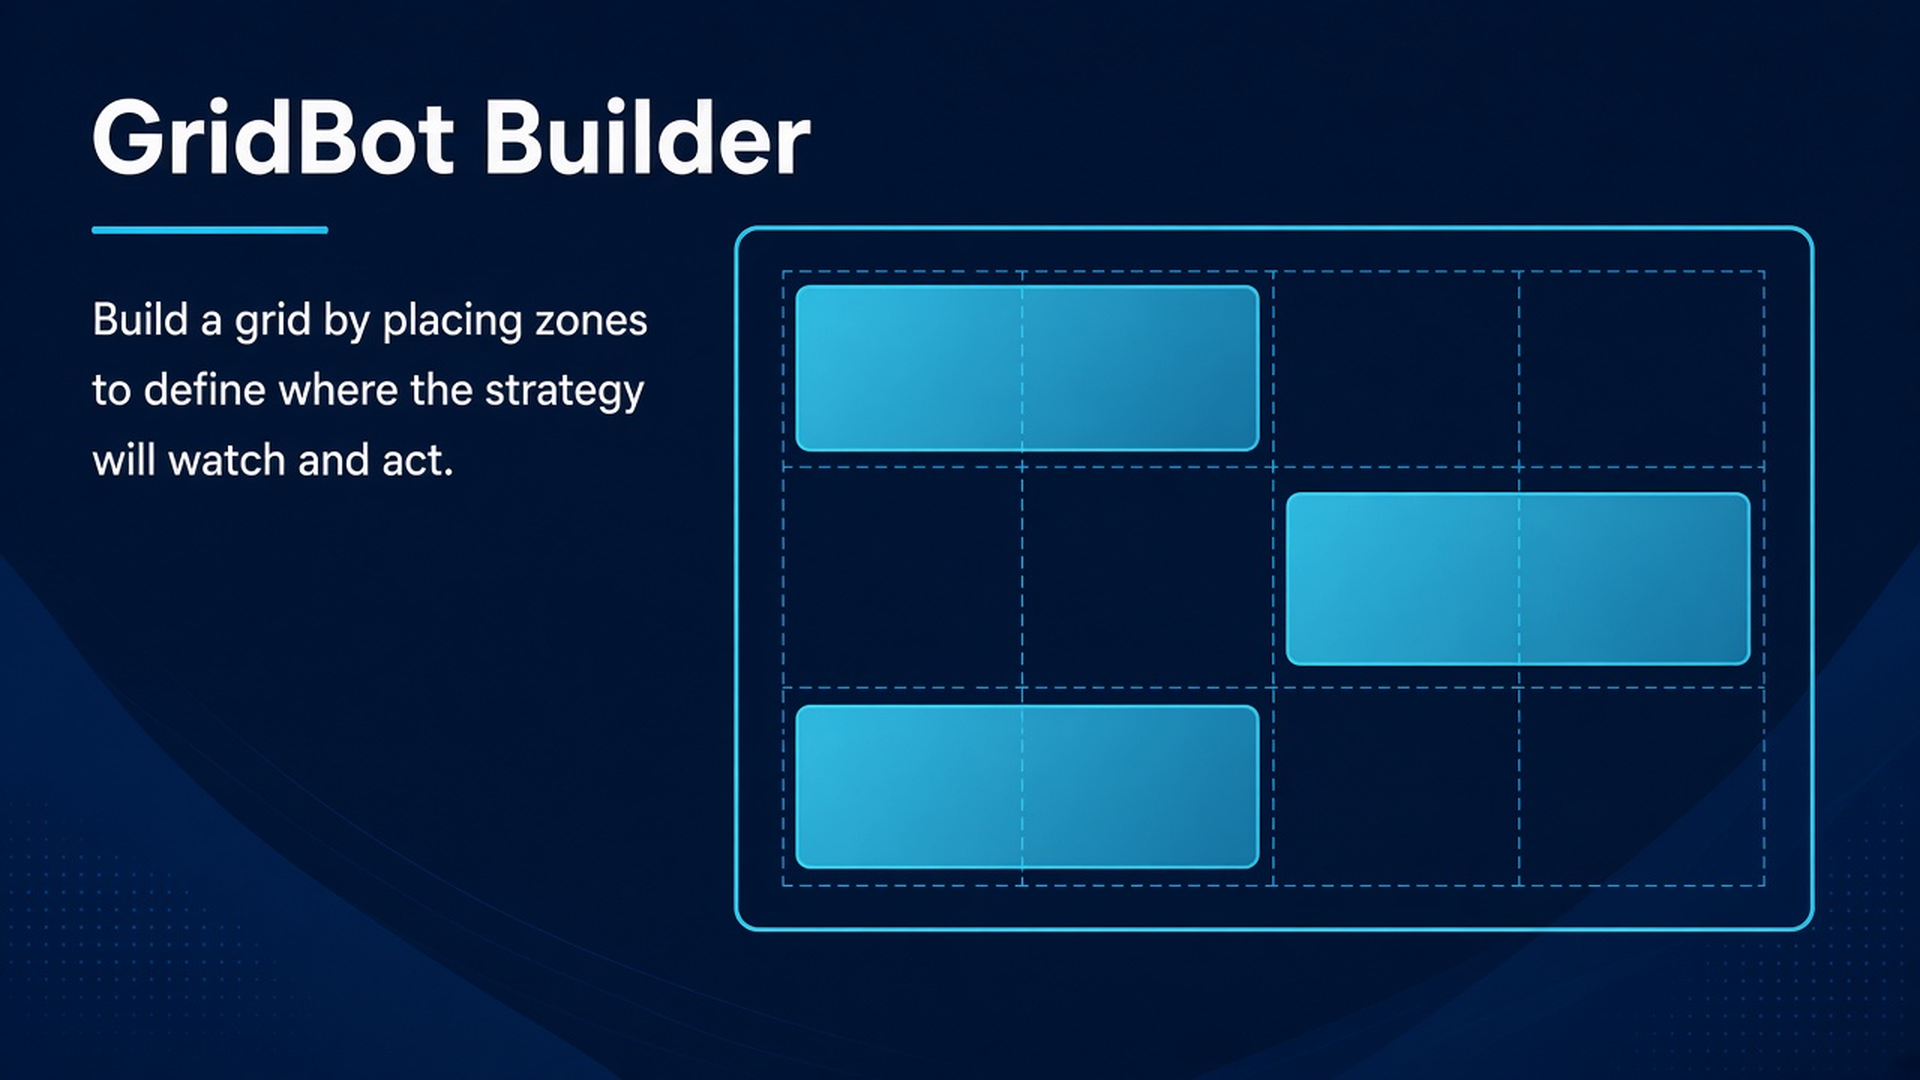 GridBot Builder
Build a grid by placing zones
to define where the strategy
will watch and act.